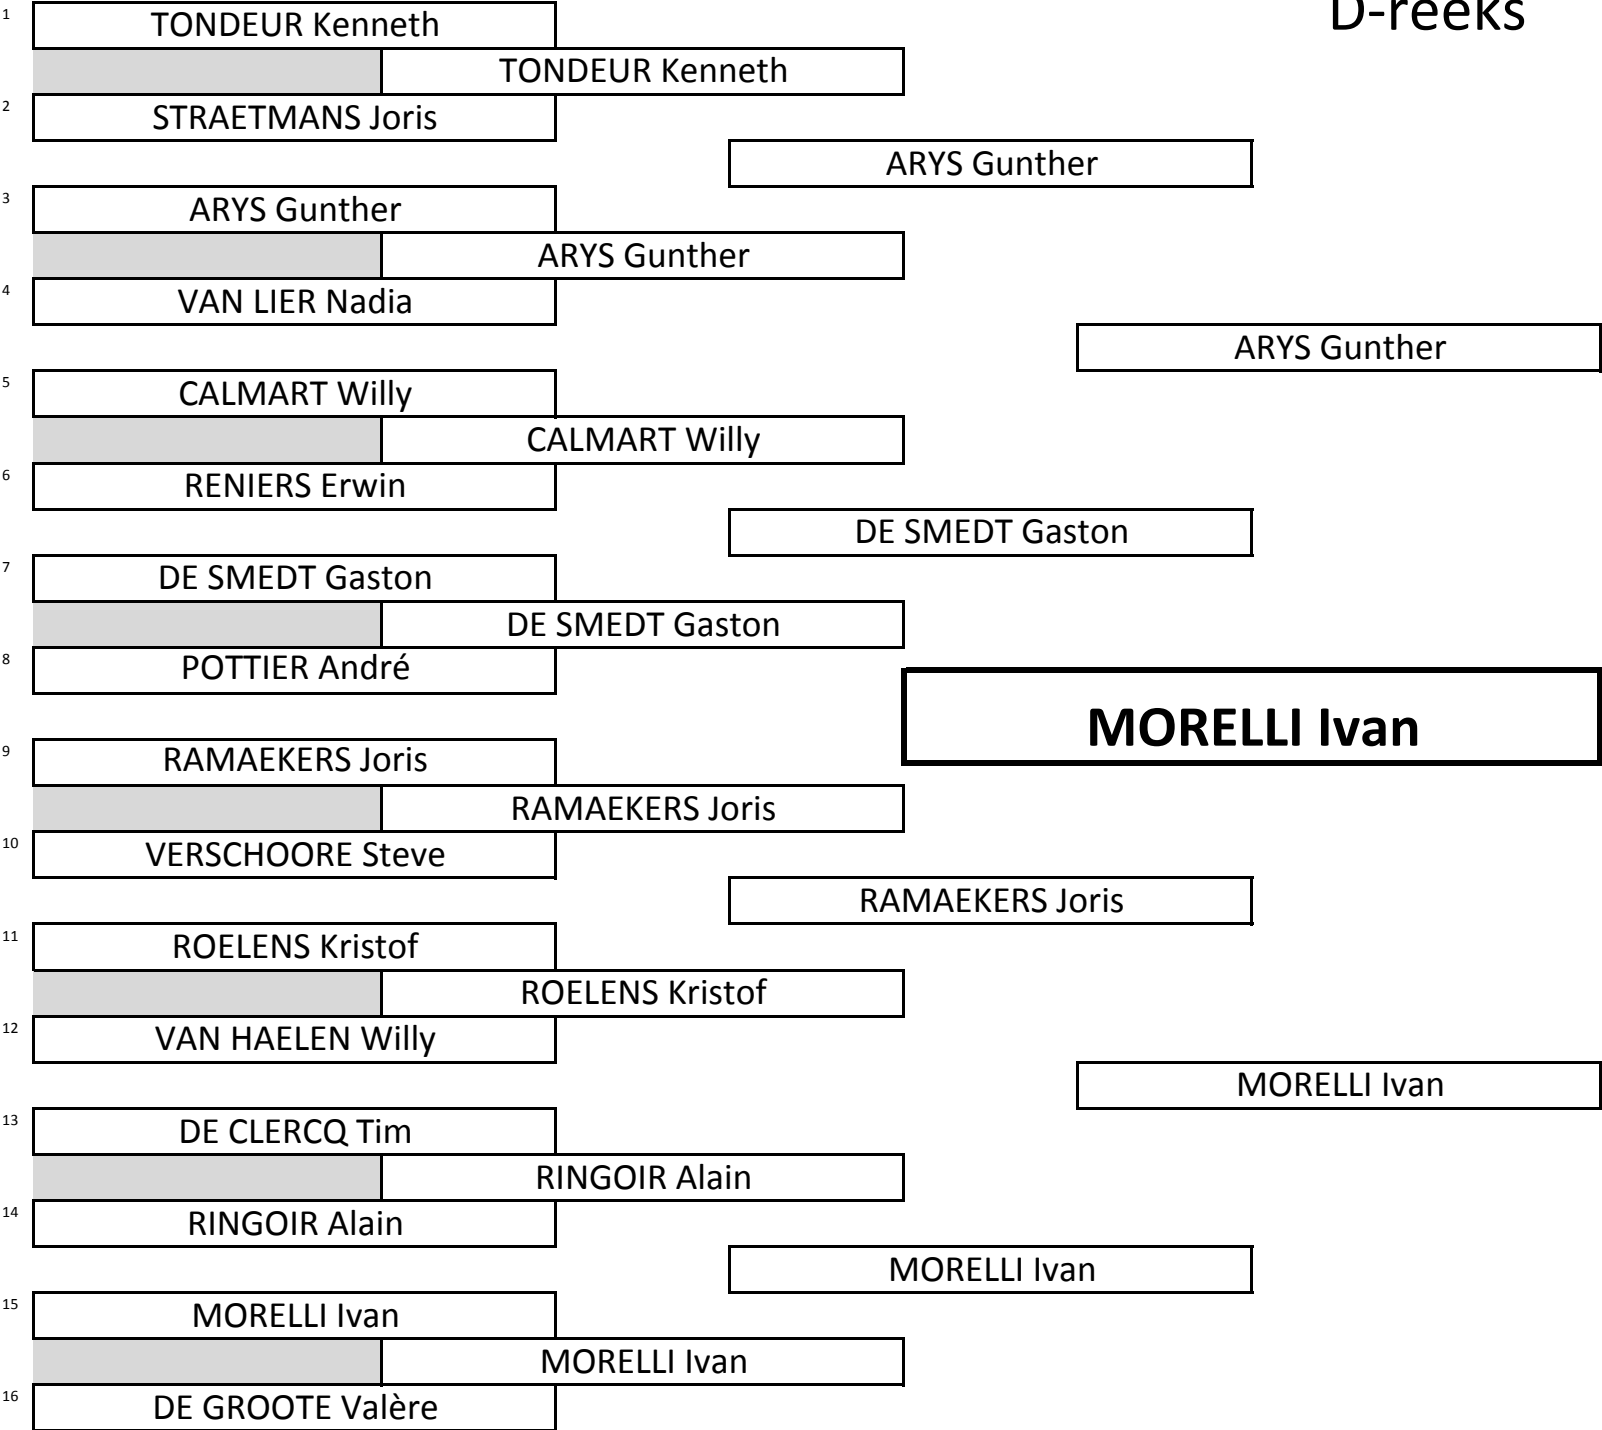 D-reeks
1 TONDEUR Kenneth
TONDEUR Kenneth
2 STRAETMANS Joris
ARYS Gunther
3 ARYS Gunther
ARYS Gunther
4 VAN LIER Nadia
ARYS Gunther
5 CALMART Willy
CALMART Willy
6 RENIERS Erwin
DE SMEDT Gaston
7 DE SMEDT Gaston
DE SMEDT Gaston
8 POTTIER André
MORELLI Ivan
9 RAMAEKERS Joris
RAMAEKERS Joris
10 VERSCHOORE Steve
RAMAEKERS Joris
11 ROELENS Kristof
ROELENS Kristof
12 VAN HAELEN Willy
MORELLI Ivan
13 DE CLERCQ Tim
RINGOIR Alain
14 RINGOIR Alain
MORELLI Ivan
15 MORELLI Ivan
MORELLI Ivan
16 DE GROOTE Valère